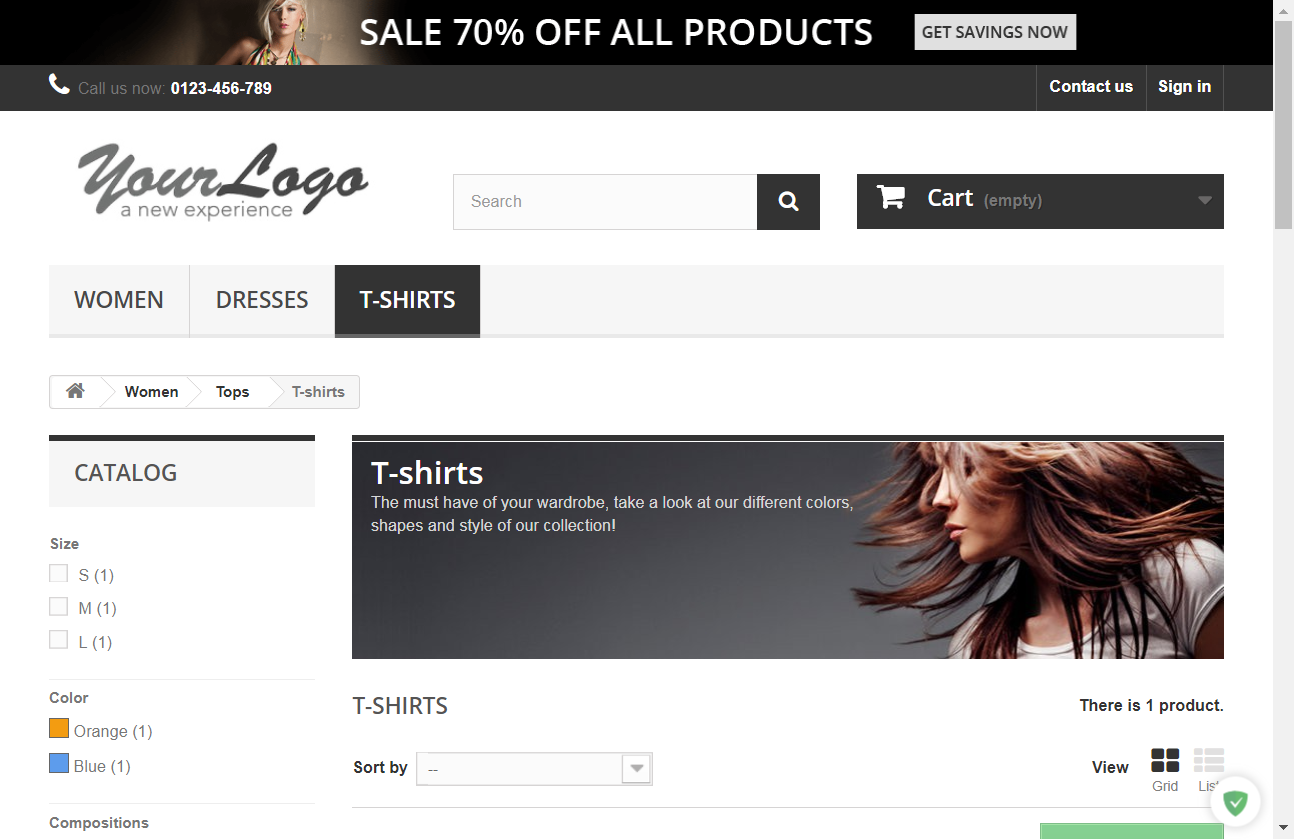 SALE 70% OFF ALL PRODUCTS
GET SAVINGS NOW
Call us now: 0123-456-789
Contact us
Sign in
YourLogo
a new experience
Search
Cart (empty)
WOMEN
DRESSES
T-SHIRTS
Women
Tops
T-shirts
CATALOG
Size
S (1)
M (1)
L (1)
Color
Orange (1)
Blue (1)
Compositions
T-shirts
The must have of your wardrobe, take a look at our different colors,
shapes and style of our collection!
T-SHIRTS
There is 1 product.
Sort by
--
View
Grid
List